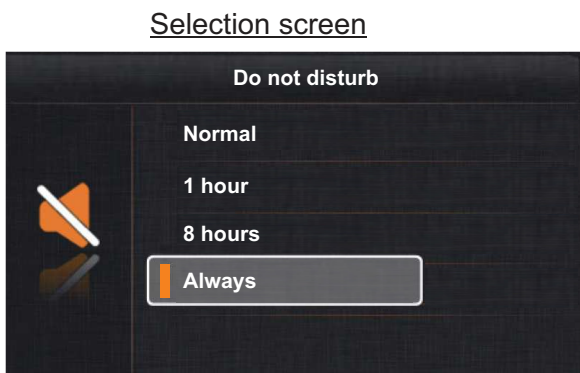 Selection screen
Do not disturb
Normal
1 hour
8 hours
Always